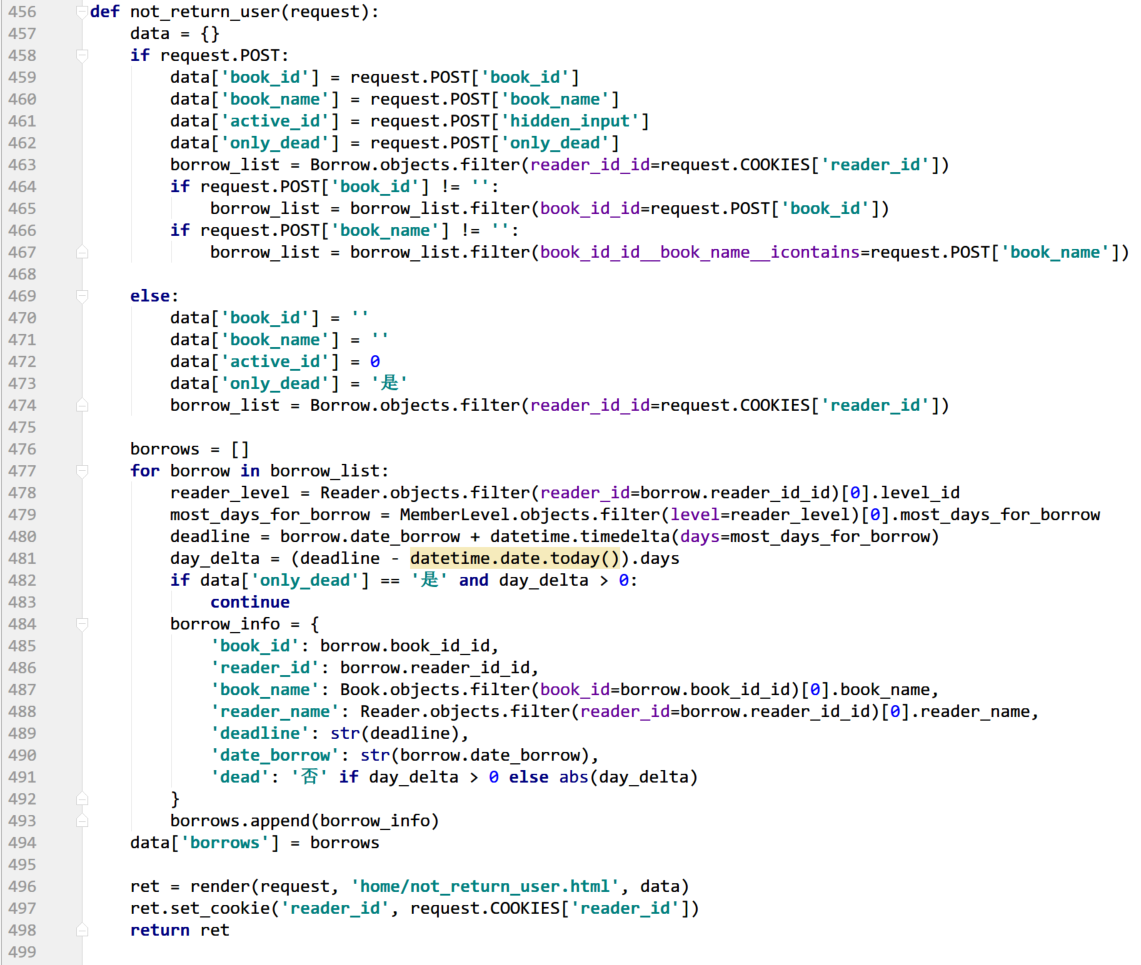 456 def not_return_user(request):
457     data = {}
458     if request.POST:
459         data['book_id'] = request.POST['book_id']
460         data['book_name'] = request.POST['book_name']
461         data['active_id'] = request.POST['hidden_input']
462         data['only_dead'] = request.POST['only_dead']
463         borrow_list = Borrow.objects.filter(reader_id_id=request.COOKIES['reader_id'])
464         if request.POST['book_id'] != '':
465             borrow_list = borrow_list.filter(book_id_id=request.POST['book_id'])
466         if request.POST['book_name'] != '':
467             borrow_list = borrow_list.filter(book_id_id__book_name__icontains=request.POST['book_name'])
468
469     else:
470         data['book_id'] = ''
471         data['book_name'] = ''
472         data['active_id'] = 0
473         data['only_dead'] = '是'
474         borrow_list = Borrow.objects.filter(reader_id_id=request.COOKIES['reader_id'])
475
476     borrows = []
477     for borrow in borrow_list:
478         reader_level = Reader.objects.filter(reader_id=borrow.reader_id_id)[0].level_id
479         most_days_for_borrow = MemberLevel.objects.filter(level=reader_level)[0].most_days_for_borrow
480         deadline = borrow.date_borrow + datetime.timedelta(days=most_days_for_borrow)
481         day_delta = (deadline - datetime.date.today()).days
482         if data['only_dead'] == '是' and day_delta > 0:
483             continue
484         borrow_info = {
485             'book_id': borrow.book_id_id,
486             'reader_id': borrow.reader_id_id,
487             'book_name': Book.objects.filter(book_id=borrow.book_id_id)[0].book_name,
488             'reader_name': Reader.objects.filter(reader_id=borrow.reader_id_id)[0].reader_name,
489             'deadline': str(deadline),
490             'date_borrow': str(borrow.date_borrow),
491             'dead': '否' if day_delta > 0 else abs(day_delta)
492         }
493         borrows.append(borrow_info)
494     data['borrows'] = borrows
495
496     ret = render(request, 'home/not_return_user.html', data)
497     ret.set_cookie('reader_id', request.COOKIES['reader_id'])
498     return ret
499